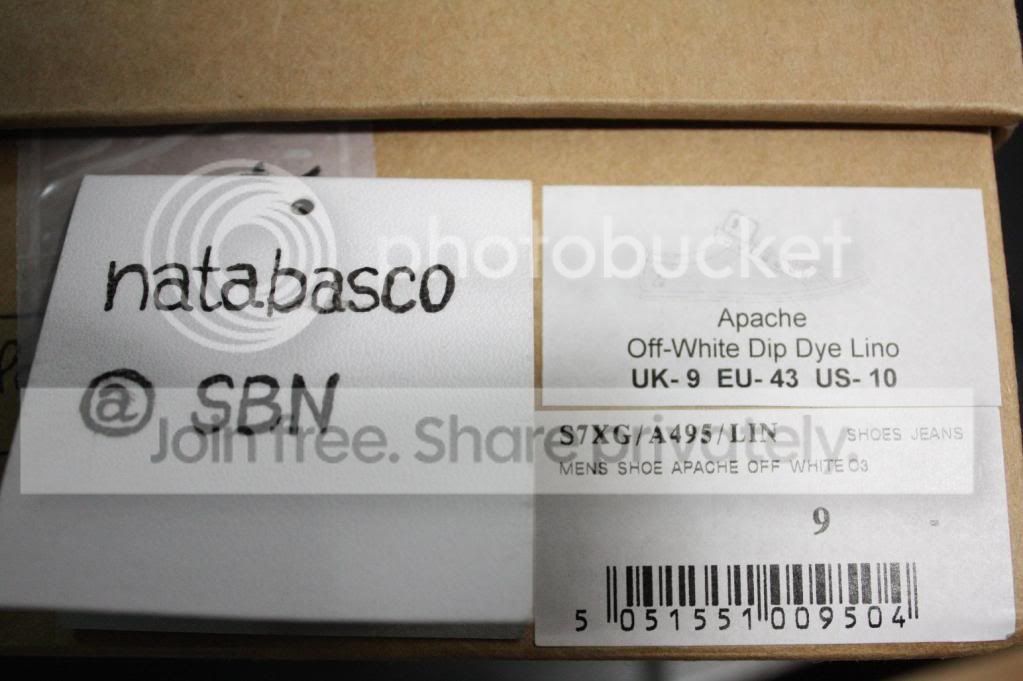 natabasco
@ SBN
photobucket
Join free. Share privately.
Apache
Off-White Dip Dye Lino
UK- 9 EU- 43 US- 10
S7XG/A495/LIN SHOES JEANS
MENS SHOE APACHE OFF WHITE 03
9
5 051551 009504